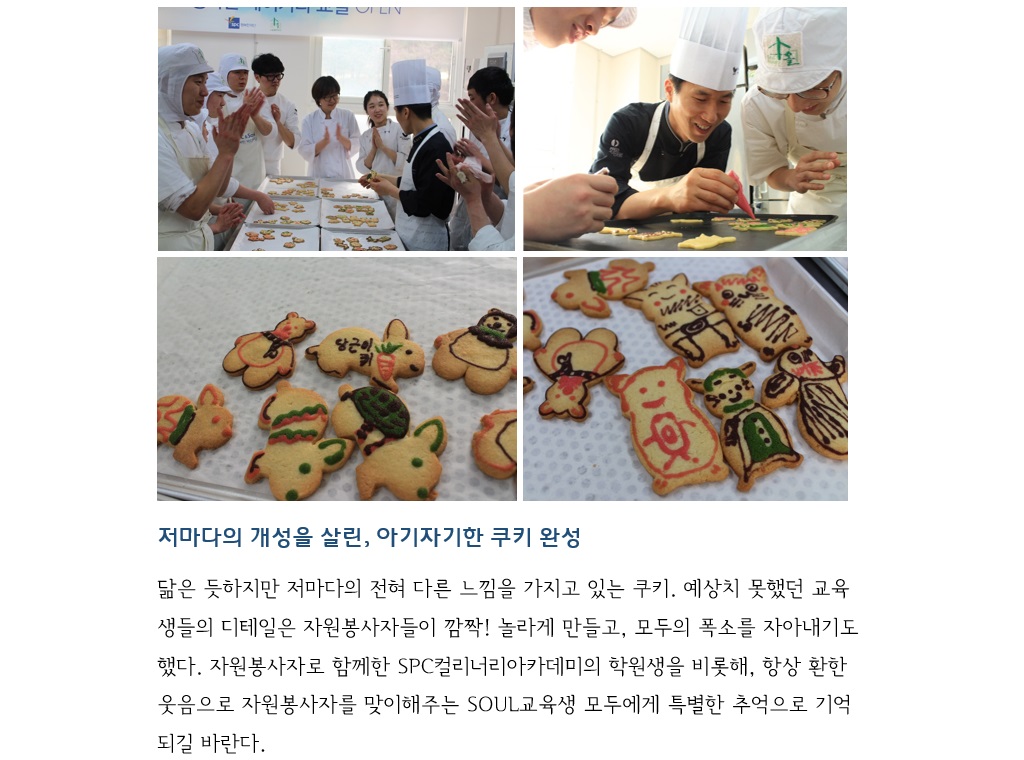 OPEN
당근이
쿠키
저마다의 개성을 살린, 아기자기한 쿠키 완성
닮은 듯하지만 저마다의 전혀 다른 느낌을 가지고 있는 쿠키. 예상치 못했던 교육
생들의 디테일은 자원봉사자들이 깜짝! 놀라게 만들고, 모두의 폭소를 자아내기도
했다. 자원봉사자로 함께한 SPC컬리너리아카데미의 학원생을 비롯해, 항상 환한
웃음으로 자원봉사자를 맞이해주는 SOUL교육생 모두에게 특별한 추억으로 기억
되길 바란다.